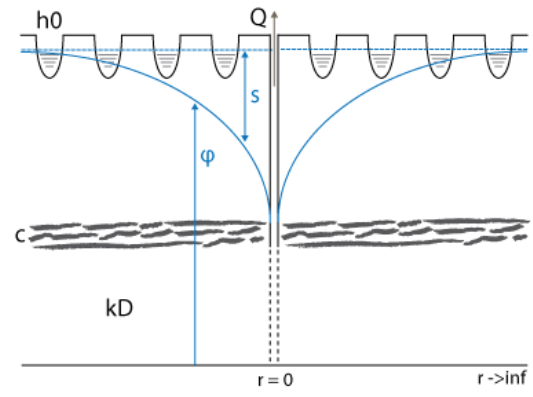 h0 Q
s
φ
c
kD
r = 0 r ->inf